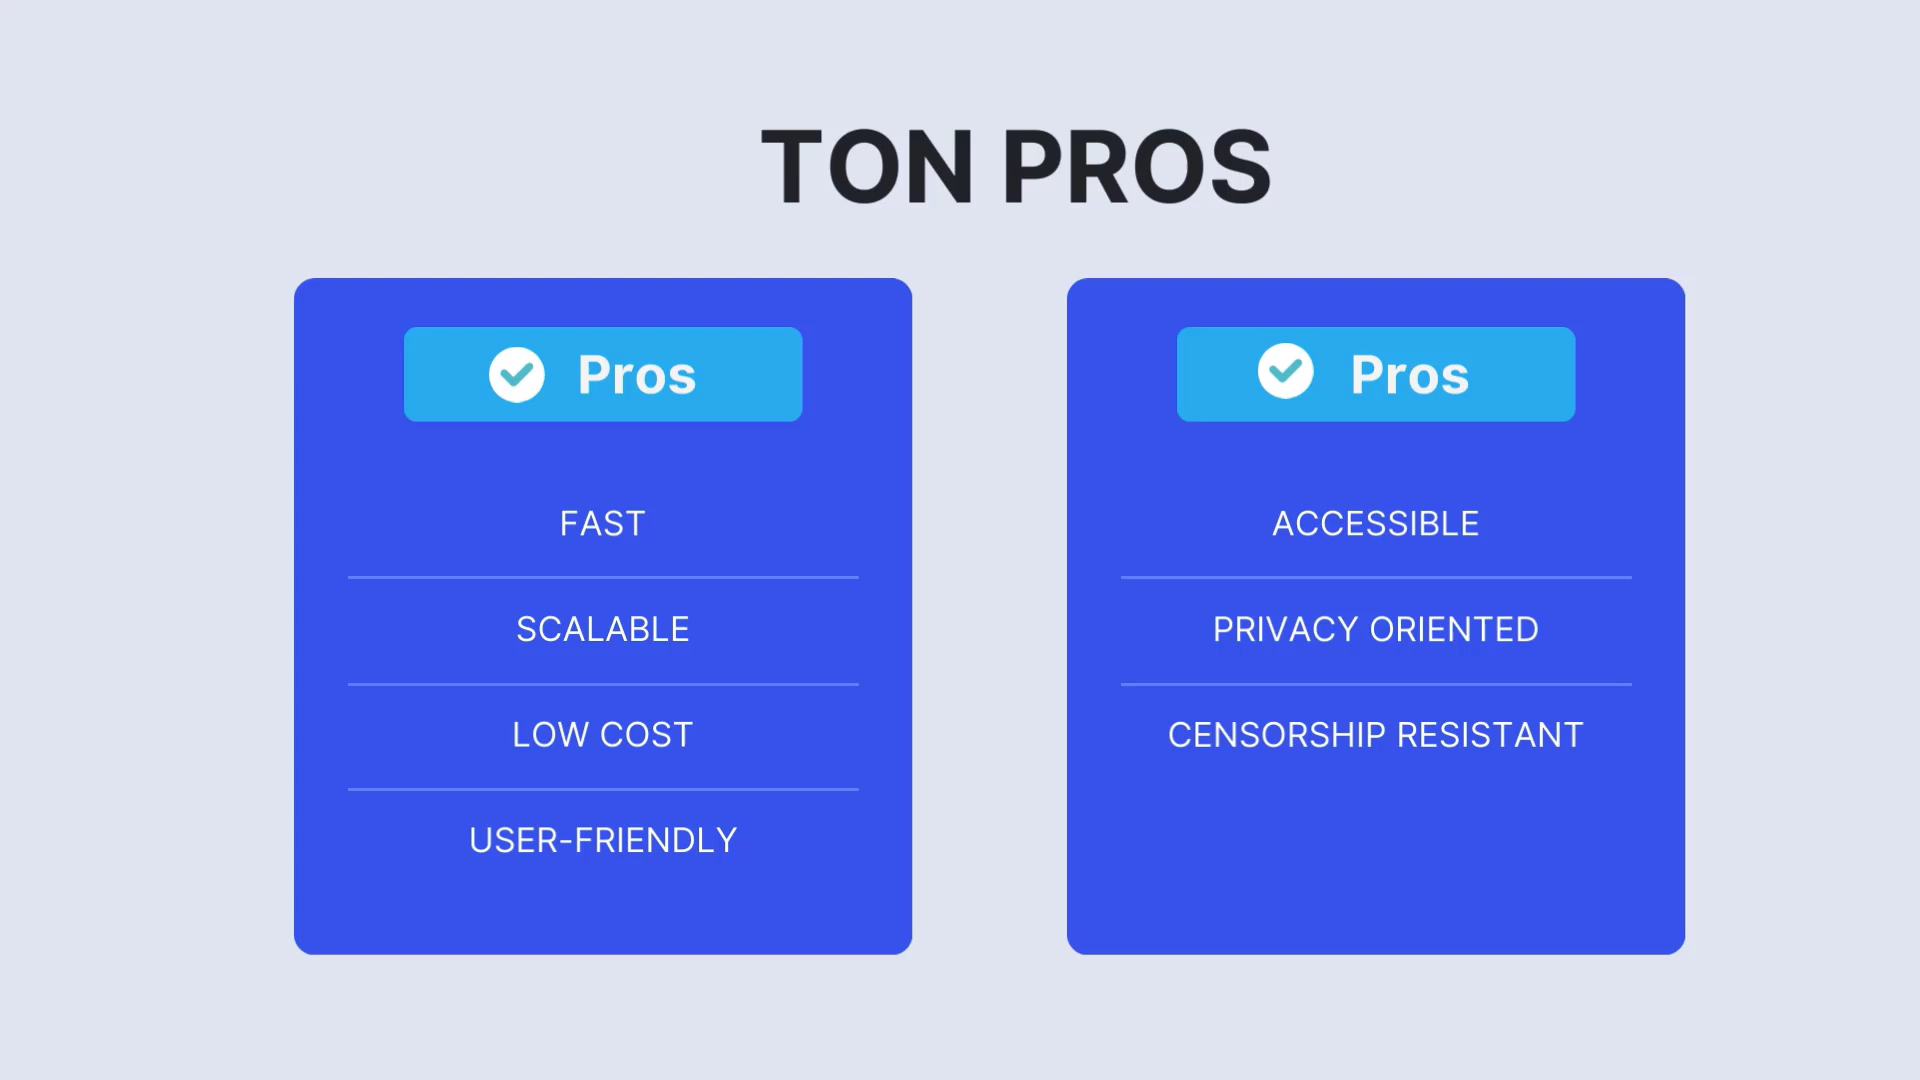 TON PROS
Pros
FAST
SCALABLE
LOW COST
USER-FRIENDLY
Pros
ACCESSIBLE
PRIVACY ORIENTED
CENSORSHIP RESISTANT